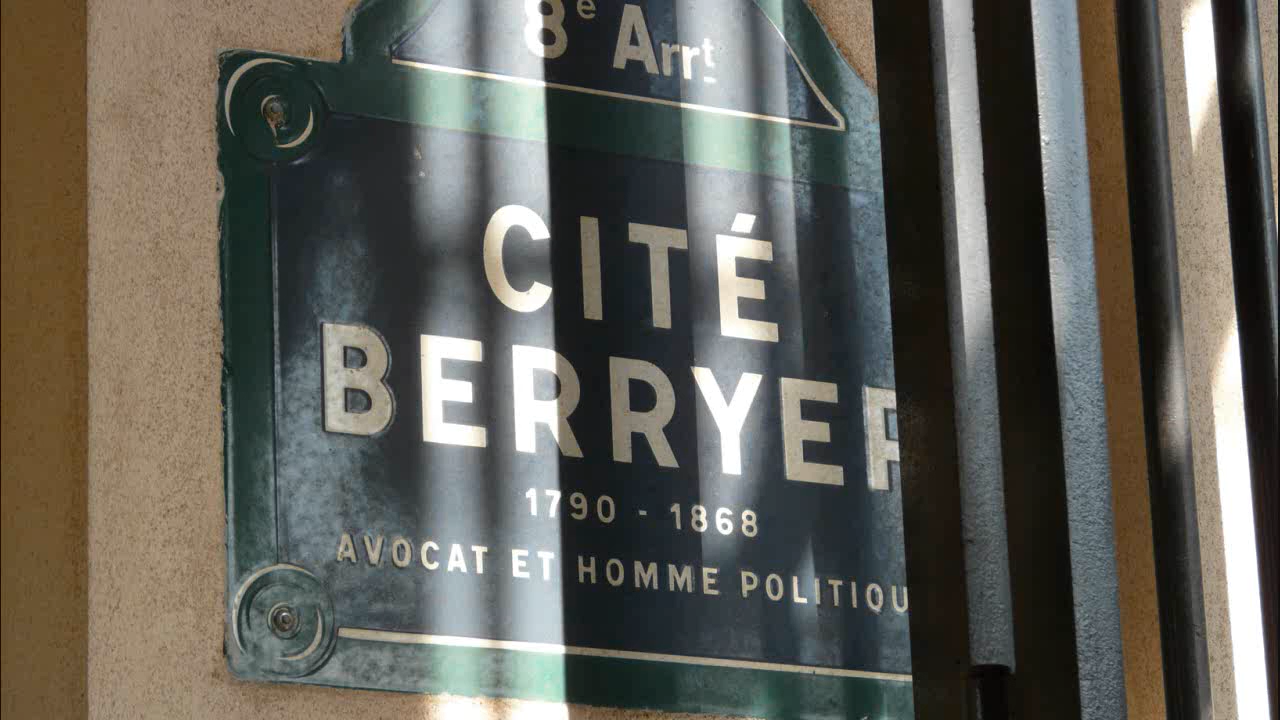 8e Arrt
CITÉ
BERRYER
1790 - 1868
AVOCAT ET HOMME POLITIQU